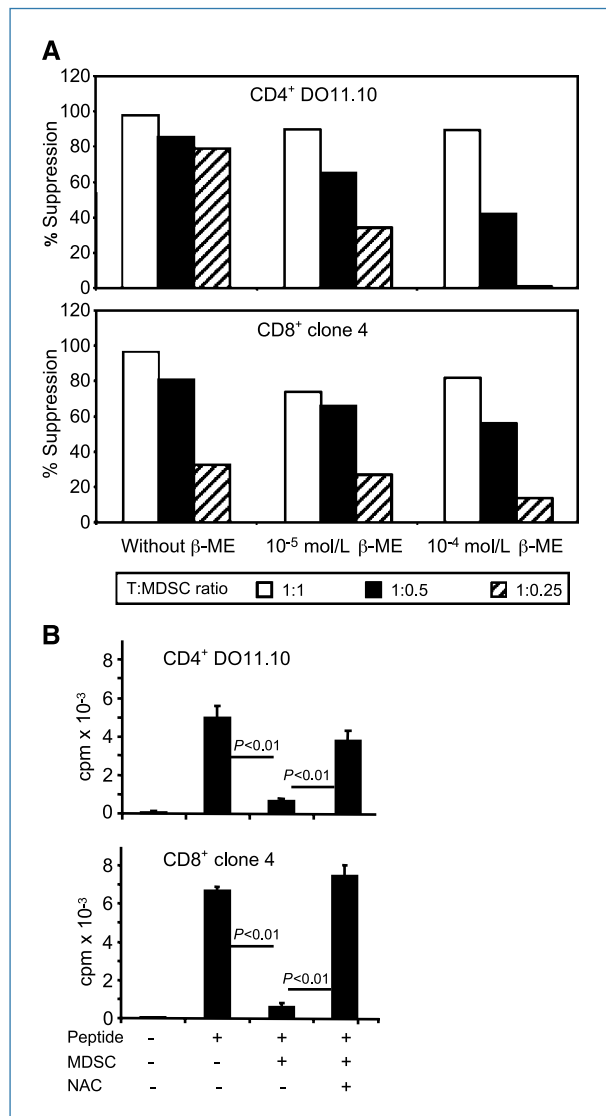 A
CD4+ DO11.10
% Suppression
120
100
80
60
40
20
0
CD8+ clone 4
% Suppression
120
100
80
60
40
20
0
Without β-ME 10-5 mol/L β-ME 10-4 mol/L β-ME
T:MDSC ratio 1:1 1:0.5 1:0.25
B
CD4+ DO11.10
cpm x 10-3
8
6
4
2
0
P<0.01
P<0.01
CD8+ clone 4
cpm x 10-3
8
6
4
2
0
P<0.01
P<0.01
Peptide - + + +
MDSC - - + +
NAC - - - +